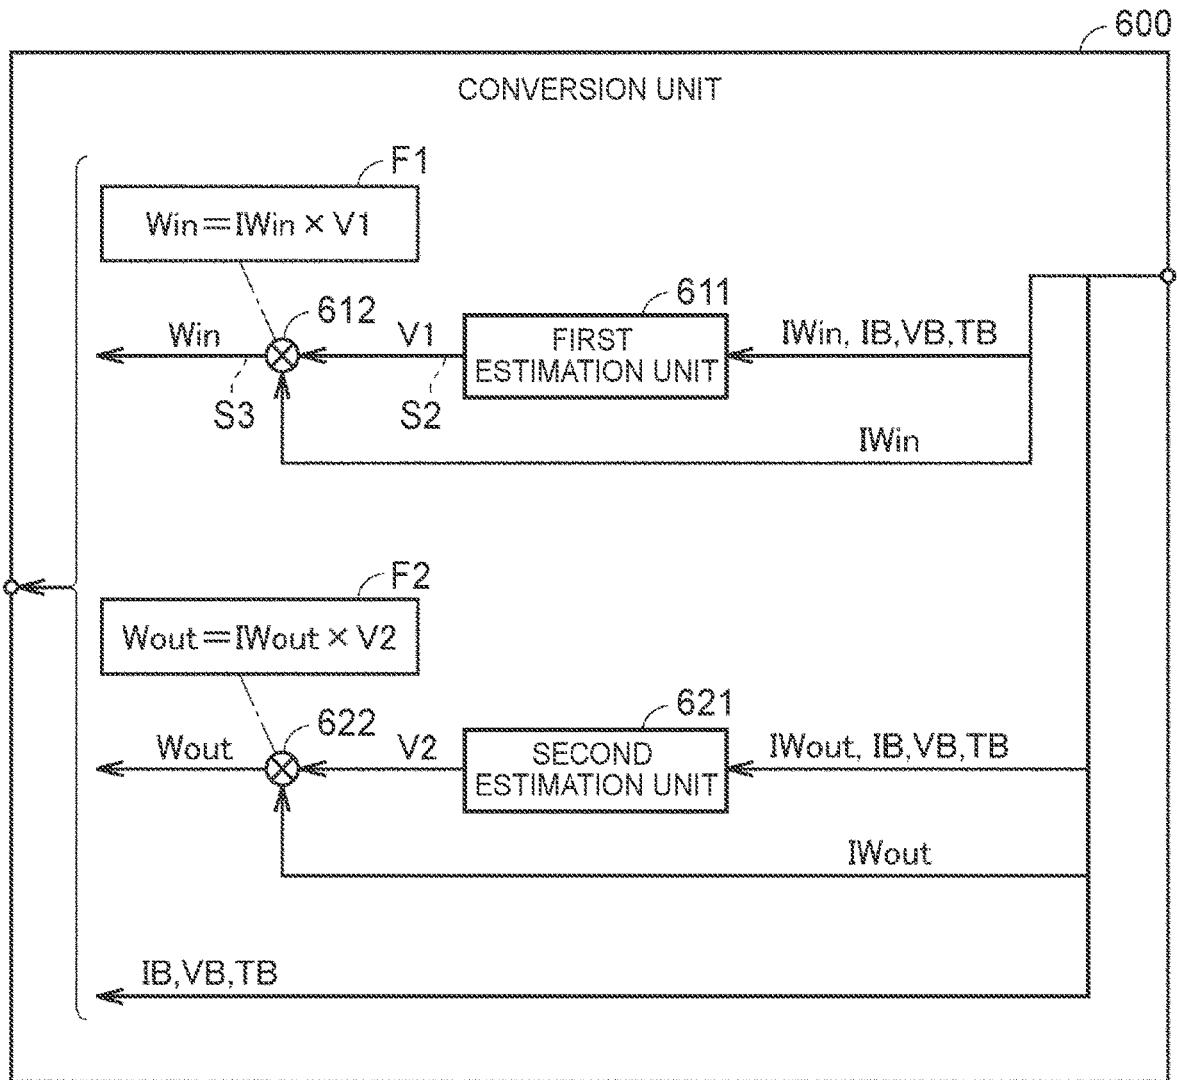 600
CONVERSION UNIT
F1
Win=IWin × V1
611
612
Win
V1
FIRST
ESTIMATION UNIT
IWin, IB,VB,TB
S3
S2
IWin
F2
Wout=IWout × V2
621
622
Wout
V2
SECOND
ESTIMATION UNIT
IWout, IB,VB,TB
IWout
IB,VB,TB